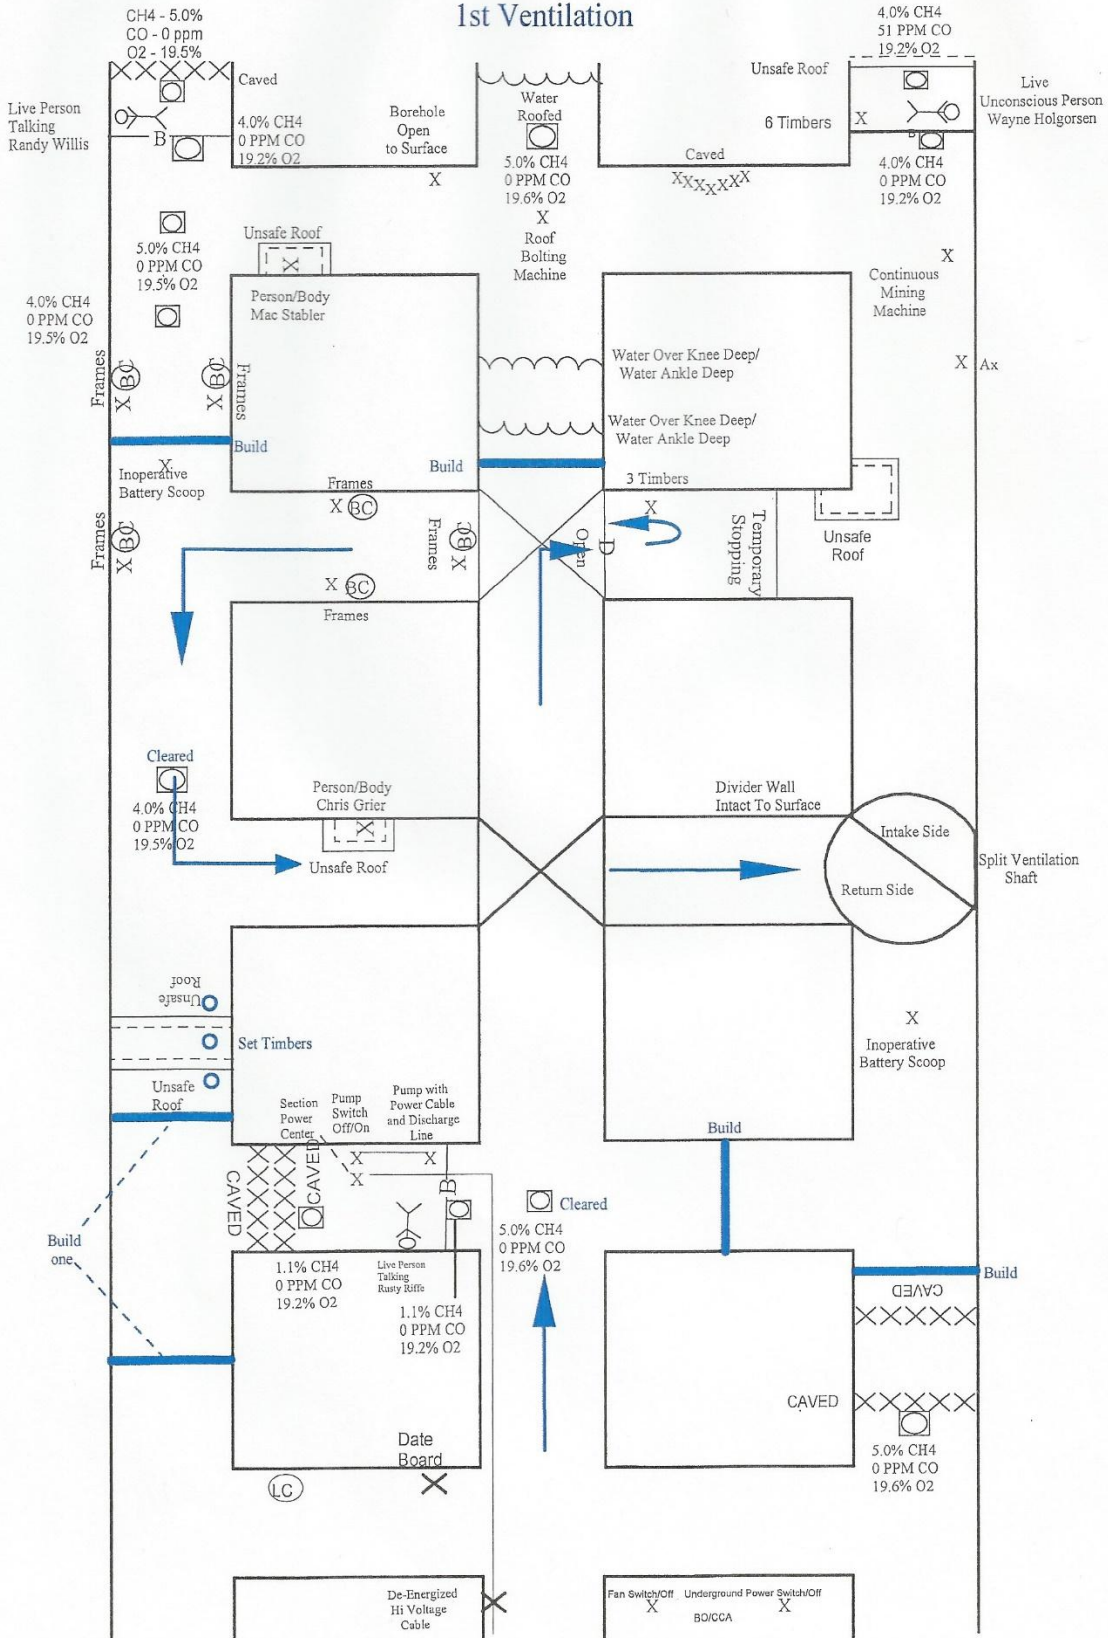 1st Ventilation
CH4 - 5.0%
CO - 0 ppm
O2 - 19.5%
Caved
Live Person
Talking
Randy Willis
B
4.0% CH4
0 PPM CO
19.2% O2
Borehole
Open
to Surface
X
Water
Roofed
5.0% CH4
0 PPM CO
19.6% O2
X
Roof
Bolting
Machine
Caved
XXXXXXX
4.0% CH4
51 PPM CO
19.2% O2
Unsafe Roof
6 Timbers
X
B
Live
Unconscious Person
Wayne Holgorsen
4.0% CH4
0 PPM CO
19.2% O2
X
Continuous
Mining
Machine
5.0% CH4
0 PPM CO
19.5% O2
Unsafe Roof
X
Person/Body
Mac Stabler
4.0% CH4
0 PPM CO
19.5% O2
Frames
BC
X
BC
X
Frames
Water Over Knee Deep/
Water Ankle Deep
X
Ax
Water Over Knee Deep/
Water Ankle Deep
Build
Build
X
Inoperative
Battery Scoop
3 Timbers
Frames
X BC
Frames
BC
X
Frames
BC
X
Open
D
X
Temporary
Stopping
Unsafe
Roof
X BC
Frames
Cleared
4.0% CH4
0 PPM CO
19.5% O2
Person/Body
Chris Grier
X
Unsafe Roof
Divider Wall
Intact To Surface
Intake Side
Return Side
Split Ventilation
Shaft
Unsafe
Roof
Set Timbers
Unsafe
Roof
X
Inoperative
Battery Scoop
Section
Power
Center
Pump
Switch
Off/On
Pump with
Power Cable
and Discharge
Line
Build
CAVED
CAVED
X
X
X
B
Cleared
5.0% CH4
0 PPM CO
19.6% O2
Build
one
1.1% CH4
0 PPM CO
19.2% O2
Live Person
Talking
Rusty Riffe
1.1% CH4
0 PPM CO
19.2% O2
Build
CAVED
CAVED
5.0% CH4
0 PPM CO
19.6% O2
Date
Board
X
LC
De-Energized
Hi Voltage
Cable
X
Fan Switch/Off
X
Underground Power Switch/Off
X
BO/CCA